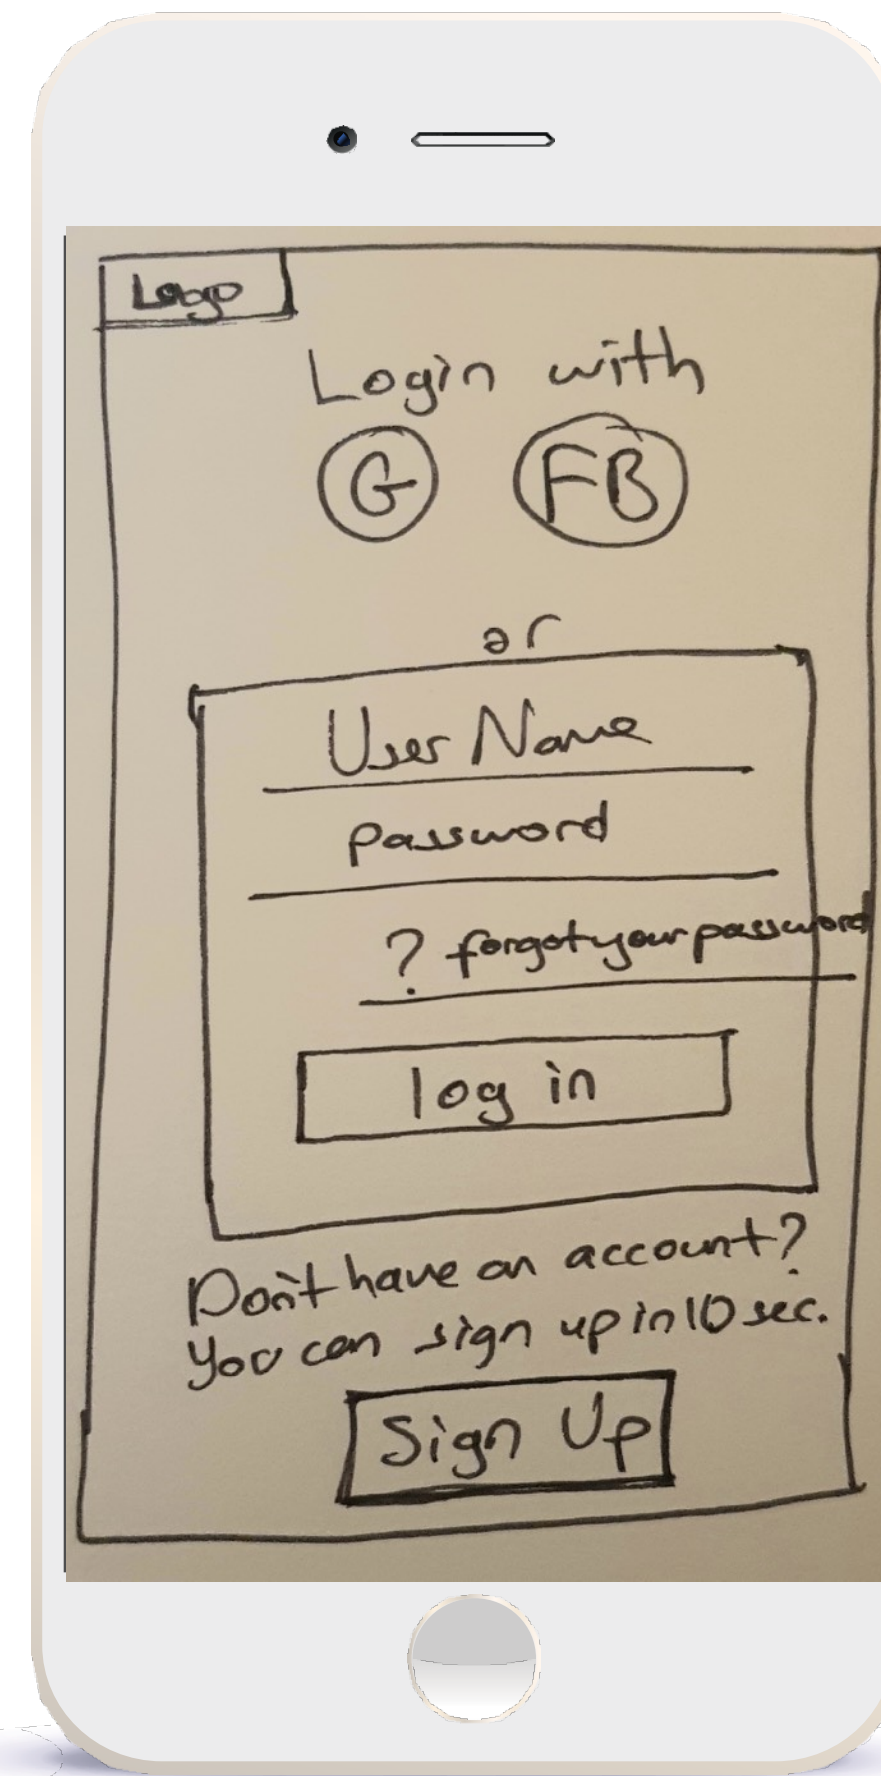 Logo
Login with
G FB
or
User Name
password
? forgot your password
log in
Don't have an account?
You can sign up in 10 sec.
Sign Up